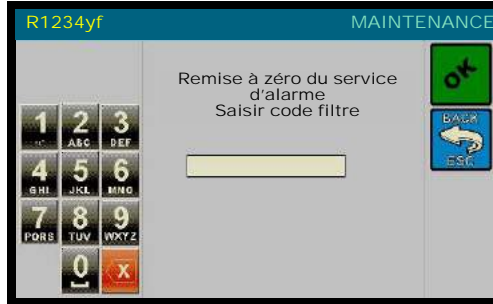 R1234yf MAINTENANCE
Remise à zéro du service
d'alarme
Saisir code filtre
OK
BACK
ESC
1 2 3
ABC DEF
4 5 6
GHI JKL MNO
7 8 9
PQRS TUV WXYZ
0 X